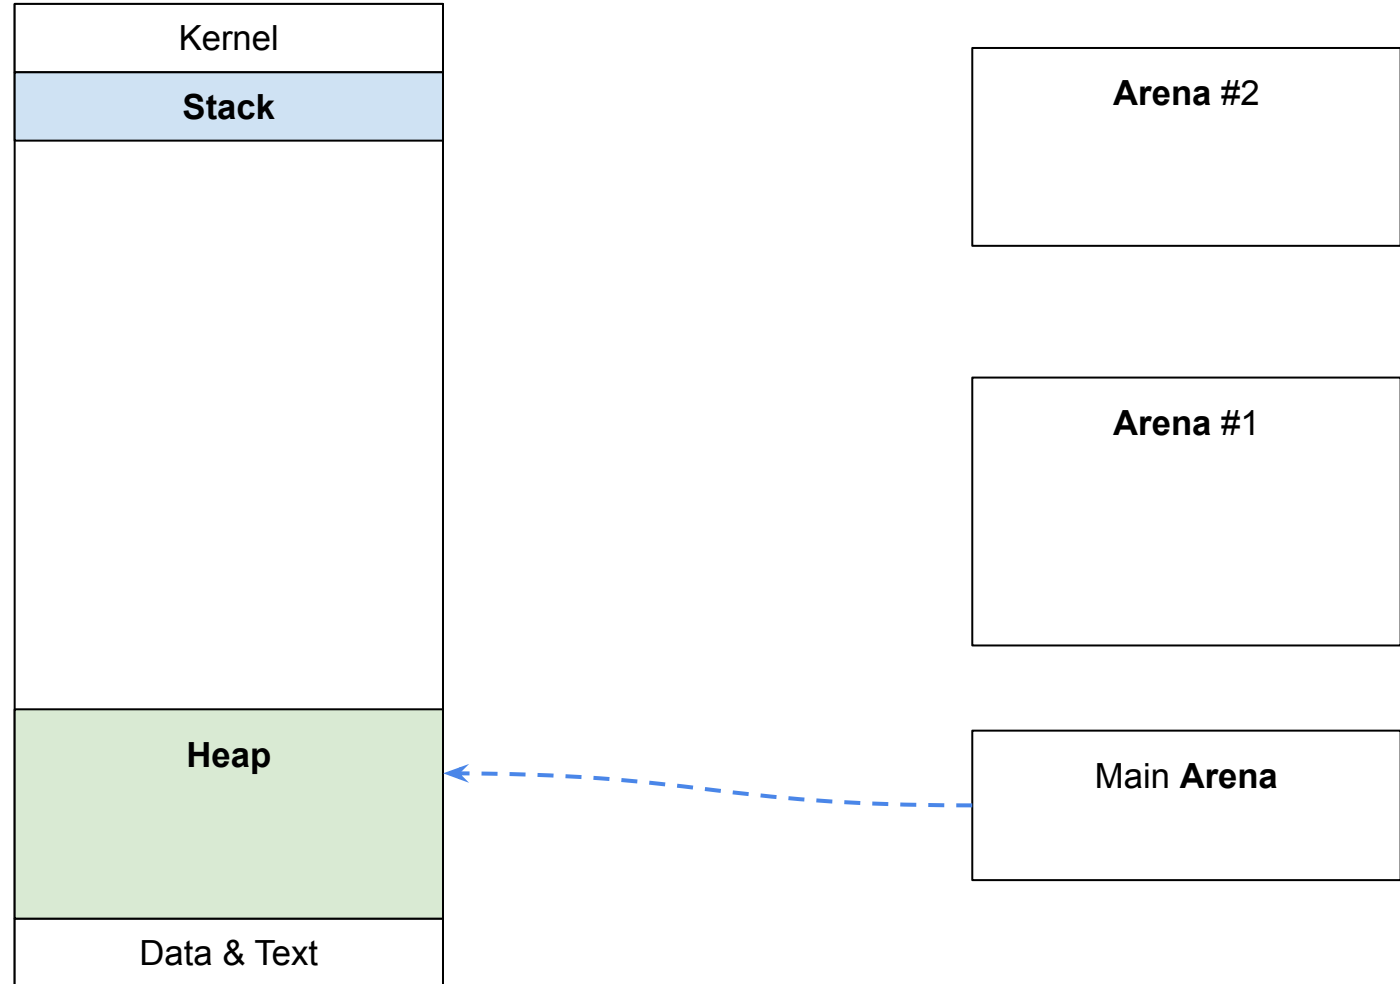 Kernel
Stack
Heap
Data & Text
Arena #2
Arena #1
Main Arena